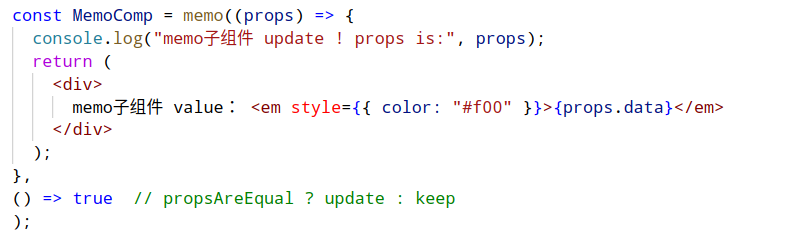 const MemoComp = memo((props) => {
console.log("memo子组件 update ! props is:", props);
return (
<div>
memo子组件 value： <em style={{ color: "#f00" }}>{props.data}</em>
</div>
);
},
() => true  // propsAreEqual ? update : keep
);